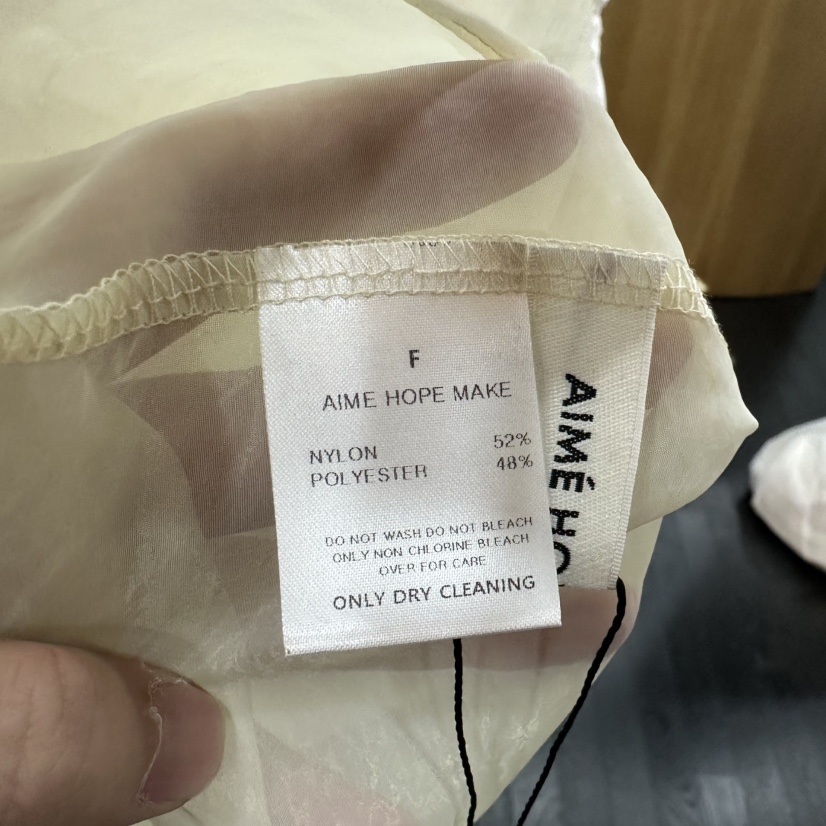 F
AIME HOPE MAKE
NYLON 52%
POLYESTER 48%
DO NOT WASH DO NOT BLEACH
ONLY NON CHLORINE BLEACH
OVER FOR CARE
ONLY DRY CLEANING
AIMÉ